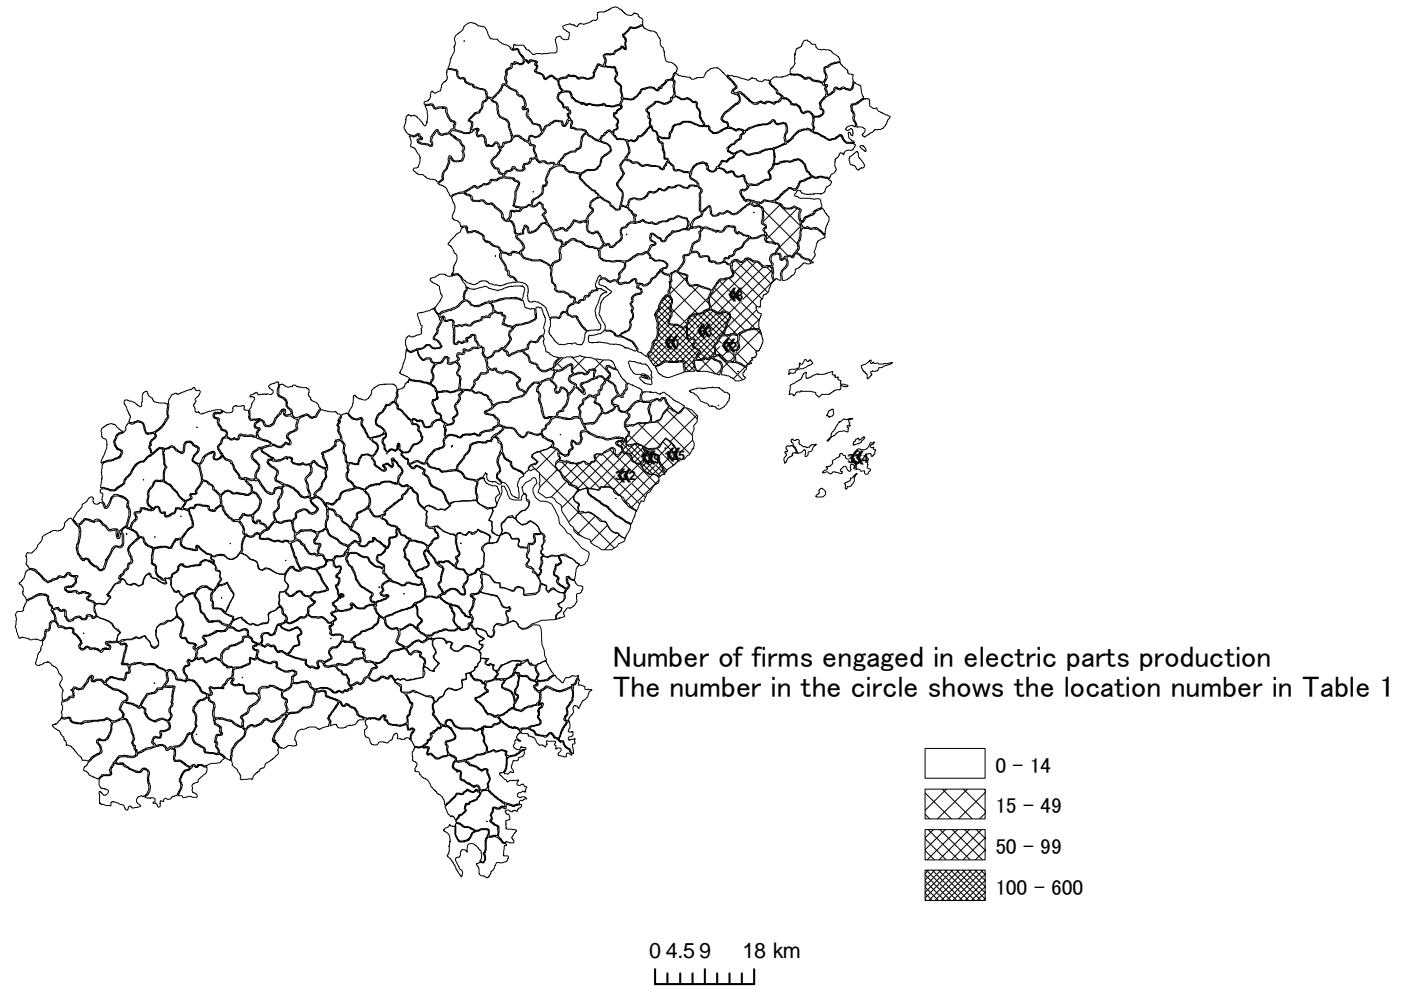 Number of firms engaged in electric parts production
The number in the circle shows the location number in Table 1
0 - 14
15 - 49
50 - 99
100 - 600
0 4.5 9 18 km